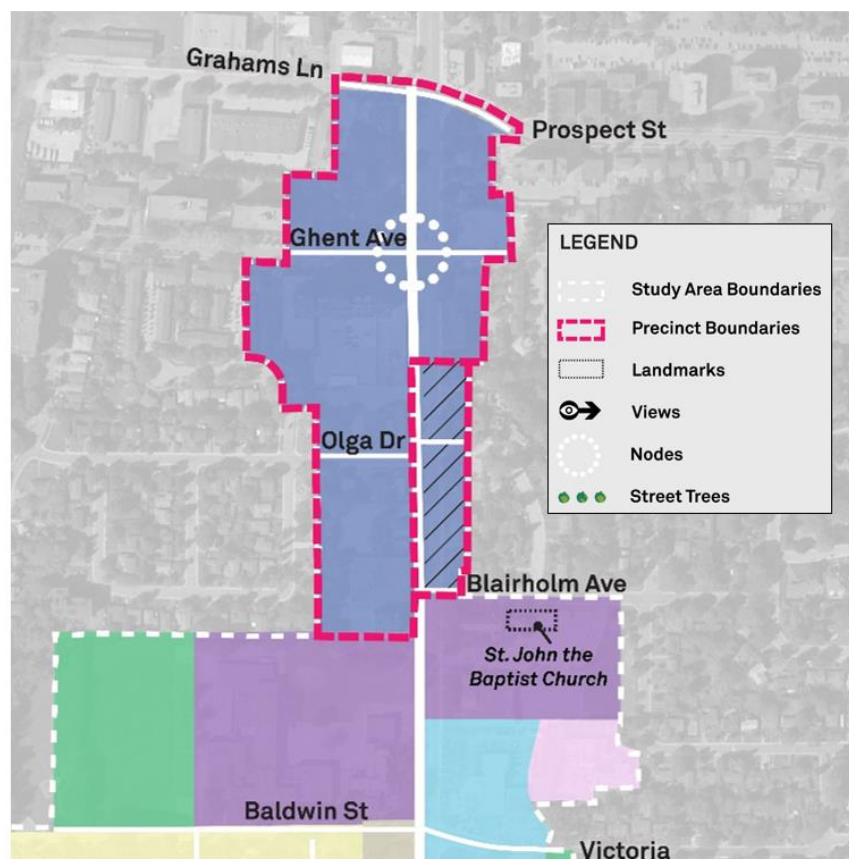 Grahams Ln
Prospect St
Ghent Ave
LEGEND
Study Area Boundaries
Precinct Boundaries
Landmarks
Views
Nodes
Street Trees
Olga Dr
Blairholm Ave
St. John the
Baptist Church
Baldwin St
Victoria